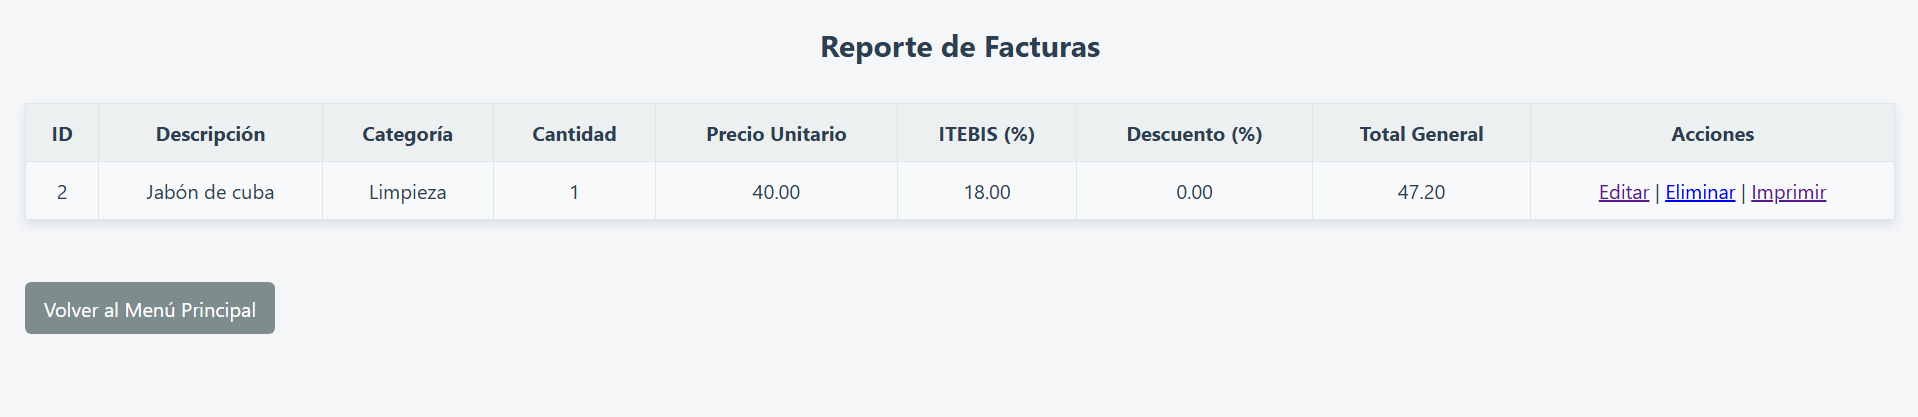 Reporte de Facturas
ID Descripción Categoría Cantidad Precio Unitario ITEBIS (%) Descuento (%) Total General Acciones
2 Jabón de cuba Limpieza 1 40.00 18.00 0.00 47.20 Editar | Eliminar | Imprimir
Volver al Menú Principal